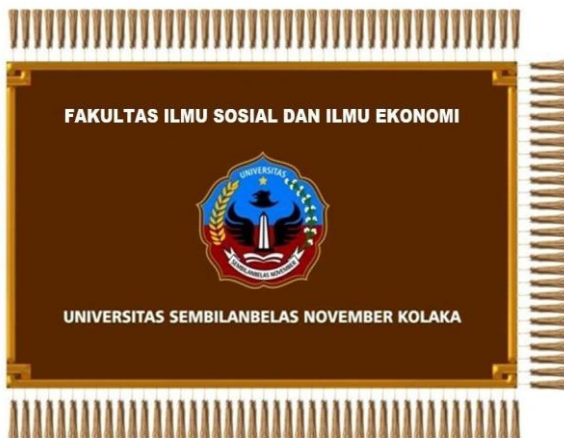 FAKULTAS ILMU SOSIAL DAN ILMU EKONOMI
UNIVERSITAS
SEMBILANBELAS NOVEMBER
UNIVERSITAS SEMBILANBELAS NOVEMBER KOLAKA